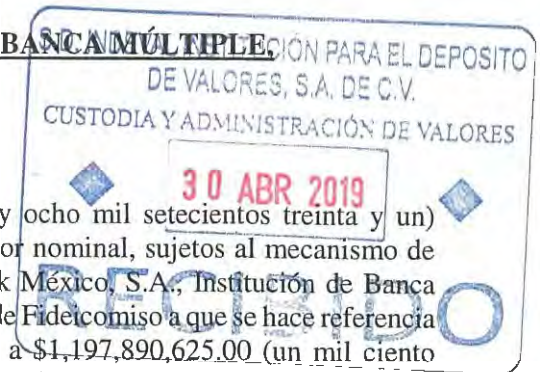 BANCA MÚLTIPLE,
S.D. INDEVAL INSTITUCIÓN PARA EL DEPOSITO
DE VALORES, S.A. DE C.V.
CUSTODIA Y ADMINISTRACIÓN DE VALORES
30 ABR 2019
y ocho mil setecientos treinta y un)
or nominal, sujetos al mecanismo de
k México, S.A., Institución de Banca
RECIBIDO
de Fideicomiso a que se hace referencia
a $1,197,890,625.00 (un mil ciento